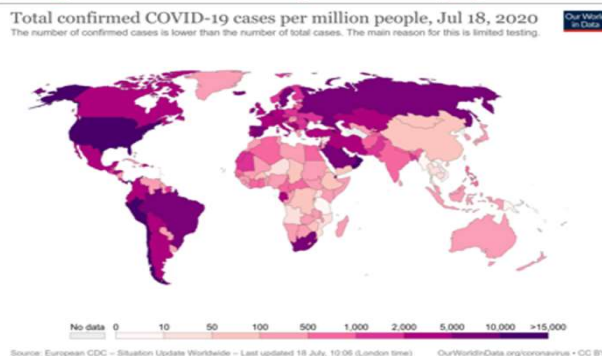 Total confirmed COVID-19 cases per million people, Jul 18, 2020
Our World
in Data
The number of confirmed cases is lower than the number of total cases. The main reason for this is limited testing.
No data 0 10 50 100 500 1,000 2,000 5,000 10,000 >15,000
Source: European CDC – Situation Update Worldwide – Last updated 18 July, 10:06 (London time) OurWorldInData.org/coronavirus • CC BY